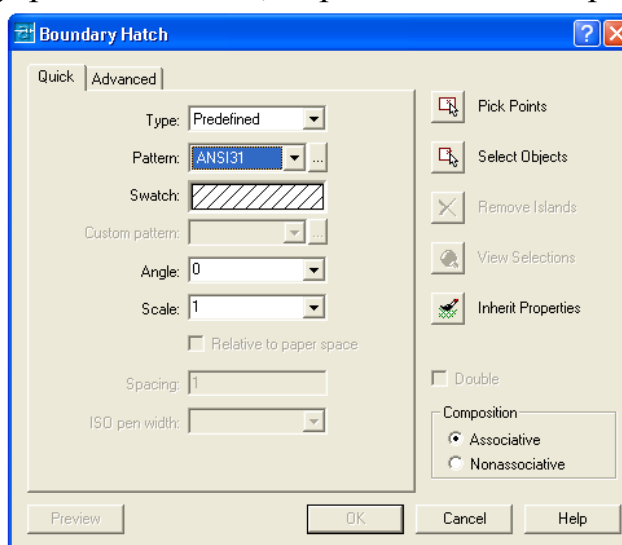 Boundary Hatch
Quick Advanced
Type: Predefined
Pattern: ANSI31 ...
Swatch:
Custom pattern: ...
Angle: 0
Scale: 1
Relative to paper space
Spacing: 1
ISO pen width:
Pick Points
Select Objects
Remove Islands
View Selections
Inherit Properties
Double
Composition
Associative
Nonassociative
Preview OK Cancel Help